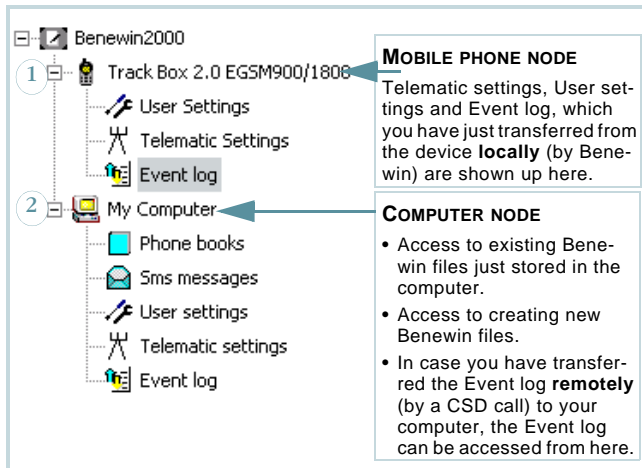 Benewin2000
1
Track Box 2.0 EGSM900/1808
User Settings
Telematic Settings
Event log
2
My Computer
Phone books
Sms messages
User settings
Telematic settings
Event log
MOBILE PHONE NODE
Telematic settings, User set-
tings and Event log, which
you have just transferred from
the device locally (by Bene-
win) are shown up here.
COMPUTER NODE
• Access to existing Bene-
win files just stored in the
computer.
• Access to creating new
Benewin files.
• In case you have transfer-
red the Event log remotely
(by a CSD call) to your
computer, the Event log
can be accessed from here.